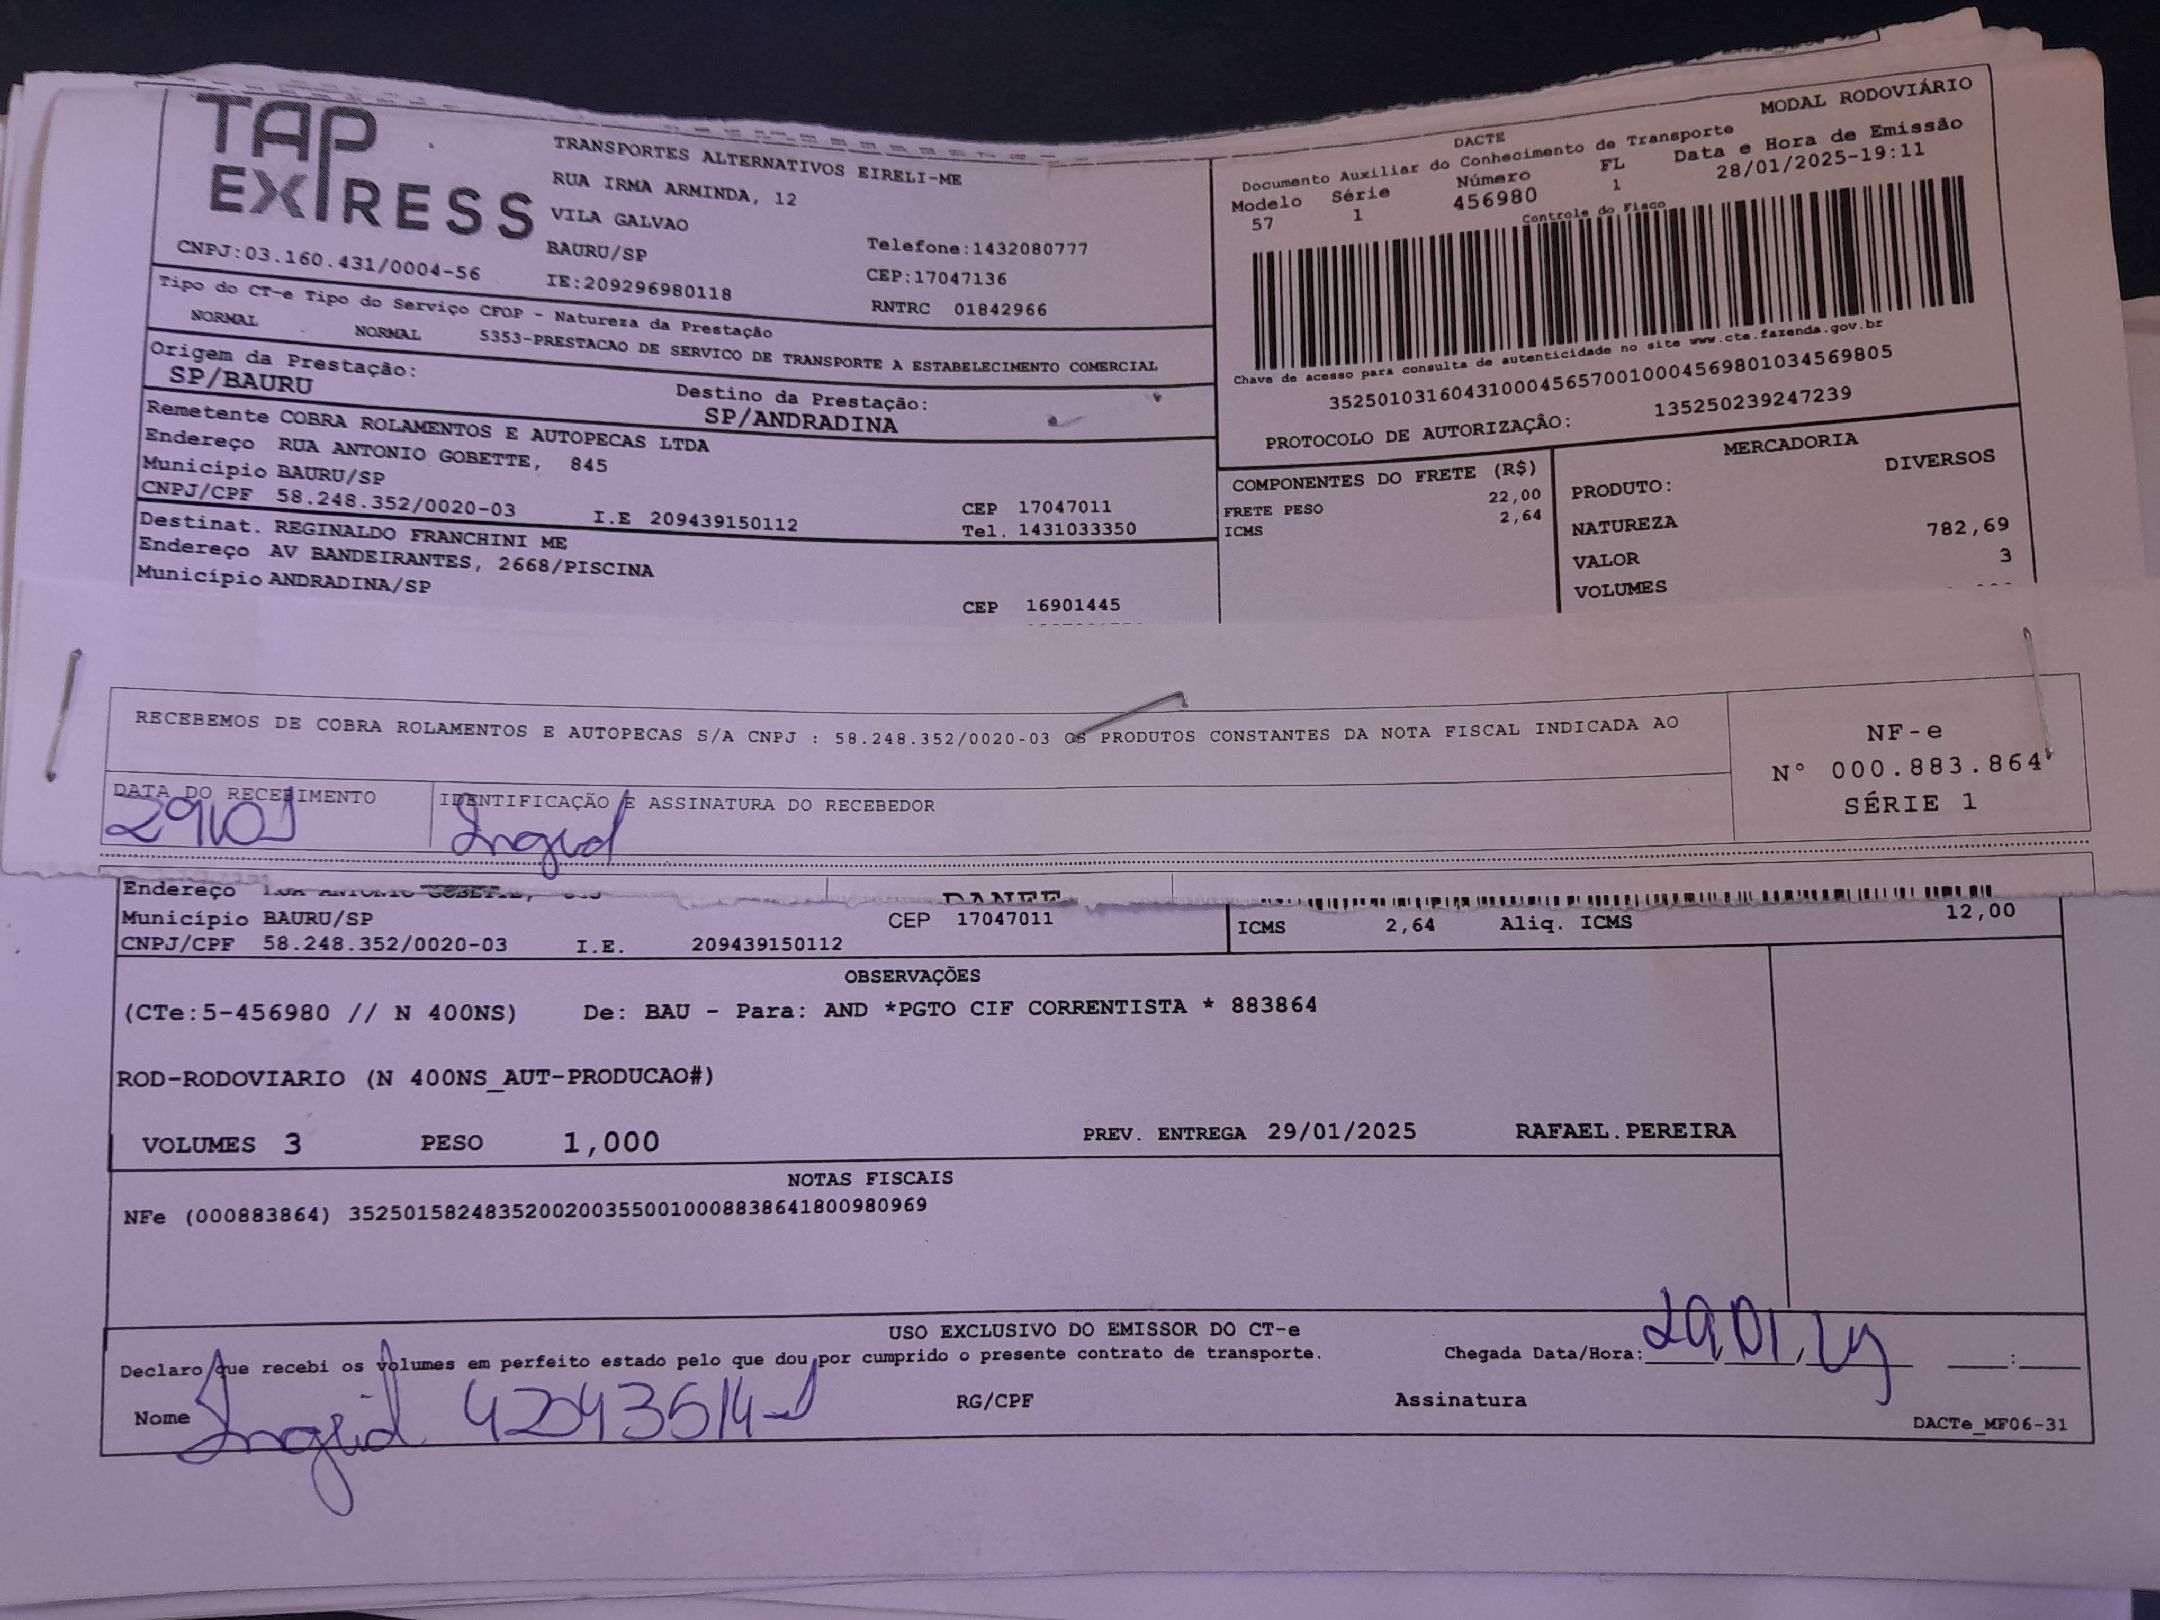 TAP
EXPRESS
TRANSPORTES ALTERNATIVOS EIRELI-ME
RUA IRMA ARMINDA, 12
VILA GALVAO
BAURU/SP
Telefone:1432080777
CNPJ:03.160.431/0004-56
IE:209296980118
CEP:17047136
RNTRC 01842966
Tipo do CT-e Tipo do Serviço CFOP - Natureza da Prestação
NORMAL NORMAL 5353-PRESTACAO DE SERVICO DE TRANSPORTE A ESTABELECIMENTO COMERCIAL
Origem da Prestação:
SP/BAURU
Destino da Prestação:
SP/ANDRADINA
Remetente COBRA ROLAMENTOS E AUTOPECAS LTDA
Endereço RUA ANTONIO GOBETTE, 845
Município BAURU/SP
CEP 17047011
CNPJ/CPF 58.248.352/0020-03 I.E 209439150112
Tel. 1431033350
Destinat. REGINALDO FRANCHINI ME
Endereço AV BANDEIRANTES, 2668/PISCINA
Município ANDRADINA/SP
CEP 16901445
DACTE
MODAL RODOVIÁRIO
Documento Auxiliar do Conhecimento de Transporte
Modelo Série Número FL Data e Hora de Emissão
57 1 456980 1 28/01/2025-19:11
Controle do Fisco
Chave de acesso para consulta de autenticidade no site www.cte.fazenda.gov.br
35250103160431000456570010004569801034569805
PROTOCOLO DE AUTORIZAÇÂO: 135250239247239
COMPONENTES DO FRETE (R$)
FRETE PESO 22,00
ICMS 2,64
MERCADORIA
PRODUTO: DIVERSOS
NATUREZA
VALOR 782,69
VOLUMES 3
RECEBEMOS DE COBRA ROLAMENTOS E AUTOPECAS S/A CNPJ : 58.248.352/0020-03 OS PRODUTOS CONSTANTES DA NOTA FISCAL INDICADA AO
NF-e
N° 000.883.864
SÉRIE 1
DATA DO RECEBIMENTO
29/01
IDENTIFICAÇÃO E ASSINATURA DO RECEBEDOR
Ingrid
DANFE
Endereço RUA ANTONIO GOBETTE, 845
Município BAURU/SP
CEP 17047011
CNPJ/CPF 58.248.352/0020-03 I.E. 209439150112
ICMS 2,64 Aliq. ICMS 12,00
OBSERVAÇÕES
(CTe:5-456980 // N 400NS) De: BAU - Para: AND *PGTO CIF CORRENTISTA * 883864
ROD-RODOVIARIO (N 400NS_AUT-PRODUCAO#)
VOLUMES 3 PESO 1,000 PREV. ENTREGA 29/01/2025 RAFAEL.PEREIRA
NOTAS FISCAIS
NFe (000883864) 35250158248352002003550010008838641800980969
USO EXCLUSIVO DO EMISSOR DO CT-e
Declaro que recebi os volumes em perfeito estado pelo que dou por cumprido o presente contrato de transporte.
Chegada Data/Hora: 29/01/ :
Nome Ingrid
RG/CPF
Assinatura
DACTe_MF06-31